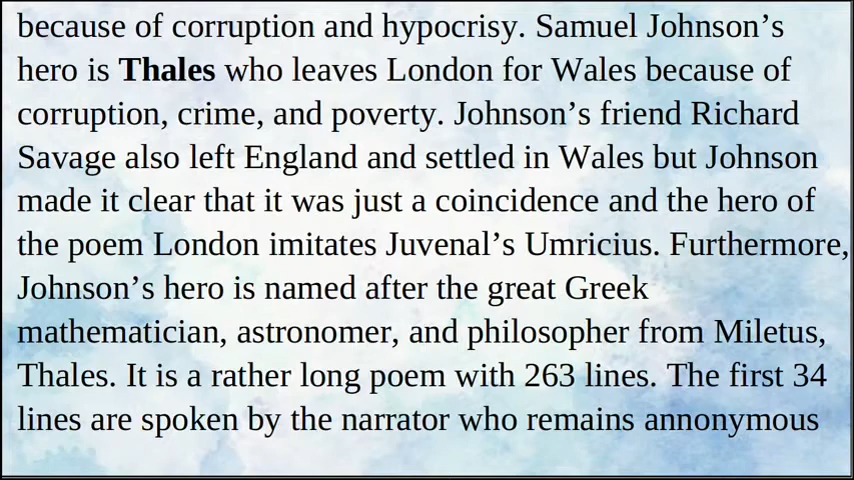 because of corruption and hypocrisy. Samuel Johnson’s
hero is Thales who leaves London for Wales because of
corruption, crime, and poverty. Johnson’s friend Richard
Savage also left England and settled in Wales but Johnson
made it clear that it was just a coincidence and the hero of
the poem London imitates Juvenal’s Umricius. Furthermore,
Johnson’s hero is named after the great Greek
mathematician, astronomer, and philosopher from Miletus,
Thales. It is a rather long poem with 263 lines. The first 34
lines are spoken by the narrator who remains annonymous